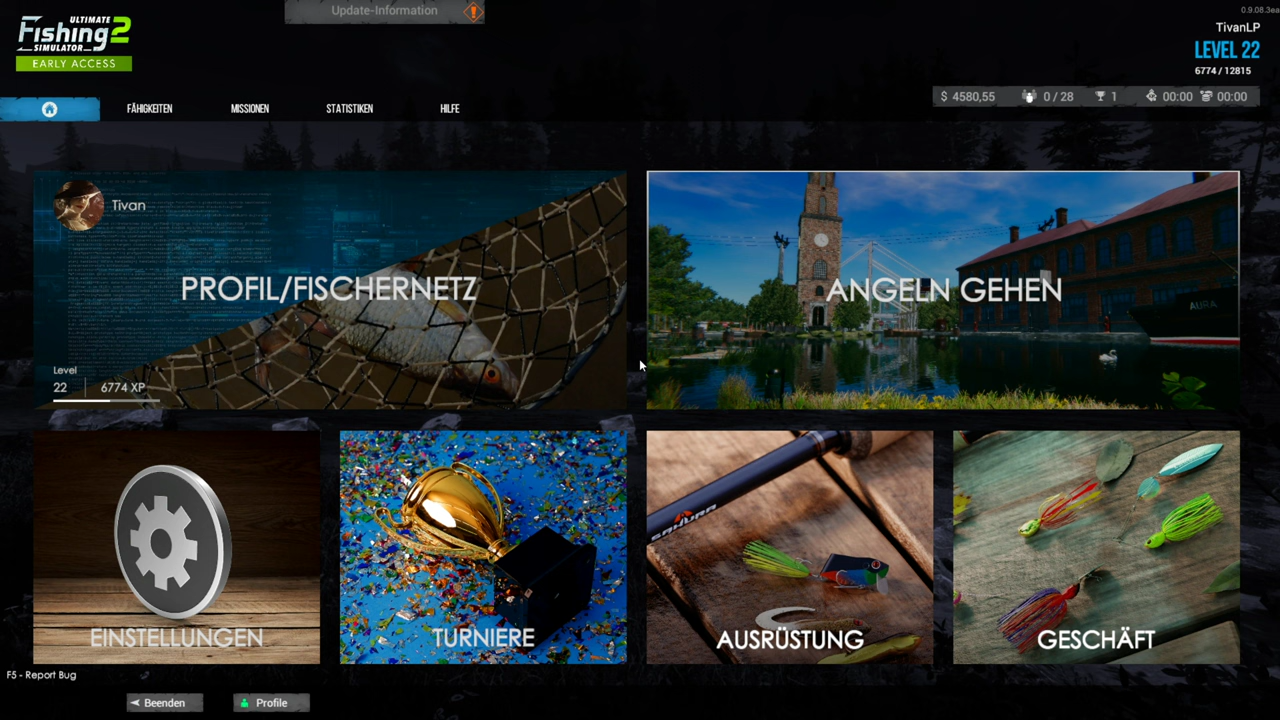 Update-Information
0.9.08.3ea
ULTIMATE
Fishing 2
SIMULATOR
EARLY ACCESS
TivanLP
LEVEL 22
6774 / 12815
$ 4580,55
0 / 28
1
00:00
00:00
FÄHIGKEITEN
MISSIONEN
STATISTIKEN
HILFE
Tivan
PROFIL/FISCHERNETZ
Level
22
6774 XP
ANGELN GEHEN
AURA
EINSTELLUNGEN
TURNIERE
SAKURA
AUSRÜSTUNG
GESCHÄFT
F5 - Report Bug
Beenden
Profile